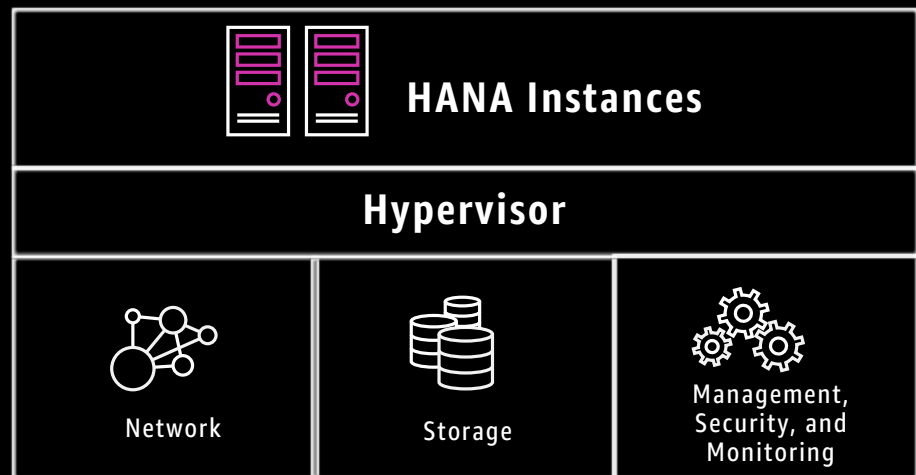 HANA Instances
Hypervisor
Network
Storage
Management,
Security, and
Monitoring